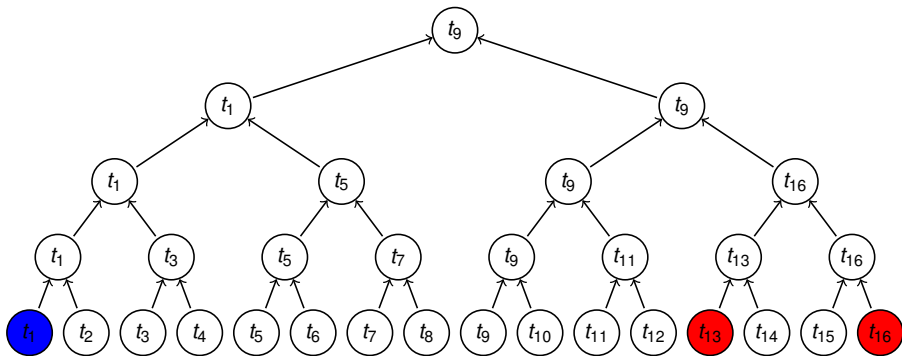 t9
t1 t9
t1 t5 t9 t16
t1 t3 t5 t7 t9 t11 t13 t16
t1 t2 t3 t4 t5 t6 t7 t8 t9 t10 t11 t12 t13 t14 t15 t16